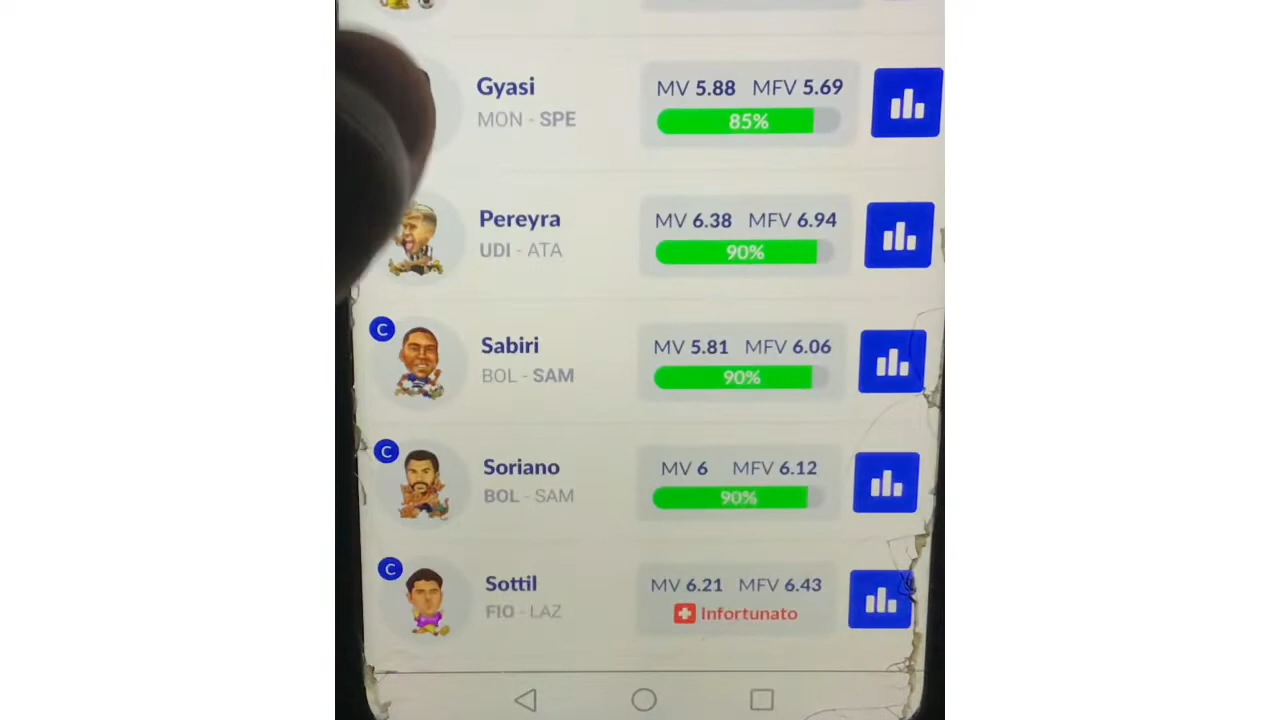 Gyasi
MON - SPE
MV 5.88 MFV 5.69
85%
Pereyra
UDI - ATA
MV 6.38 MFV 6.94
90%
C
Sabiri
BOL - SAM
MV 5.81 MFV 6.06
90%
C
Soriano
BOL - SAM
MV 6 MFV 6.12
90%
C
Sottil
FIO - LAZ
MV 6.21 MFV 6.43
Infortunato